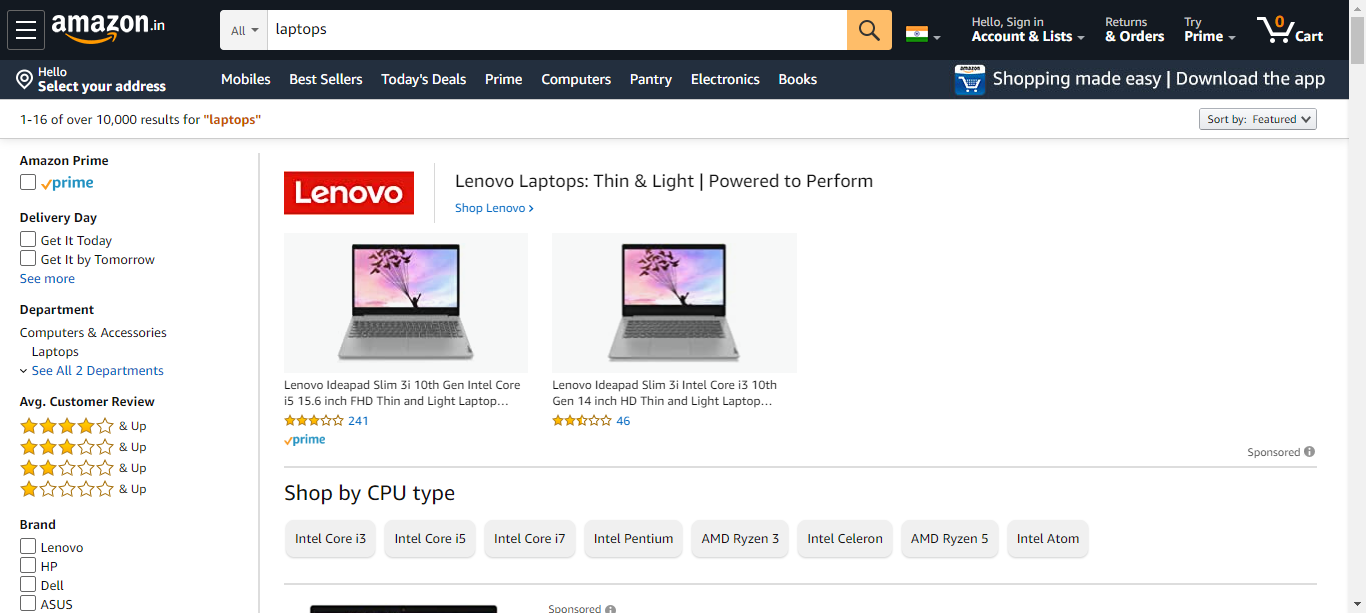 amazon.in
All
laptops
Hello, Sign in
Account & Lists
Returns
& Orders
Try
Prime
0
Cart
Hello
Select your address
Mobiles
Best Sellers
Today's Deals
Prime
Computers
Pantry
Electronics
Books
amazon
Shopping made easy | Download the app
1-16 of over 10,000 results for "laptops"
Sort by: Featured
Amazon Prime
prime
Delivery Day
Get It Today
Get It by Tomorrow
See more
Department
Computers & Accessories
Laptops
See All 2 Departments
Avg. Customer Review
& Up
& Up
& Up
& Up
Brand
Lenovo
HP
Dell
ASUS
Lenovo
Lenovo Laptops: Thin & Light | Powered to Perform
Shop Lenovo ›
Lenovo Ideapad Slim 3i 10th Gen Intel Core
i5 15.6 inch FHD Thin and Light Laptop…
241
prime
Lenovo Ideapad Slim 3i Intel Core i3 10th
Gen 14 inch HD Thin and Light Laptop…
46
Sponsored
Shop by CPU type
Intel Core i3
Intel Core i5
Intel Core i7
Intel Pentium
AMD Ryzen 3
Intel Celeron
AMD Ryzen 5
Intel Atom
Sponsored